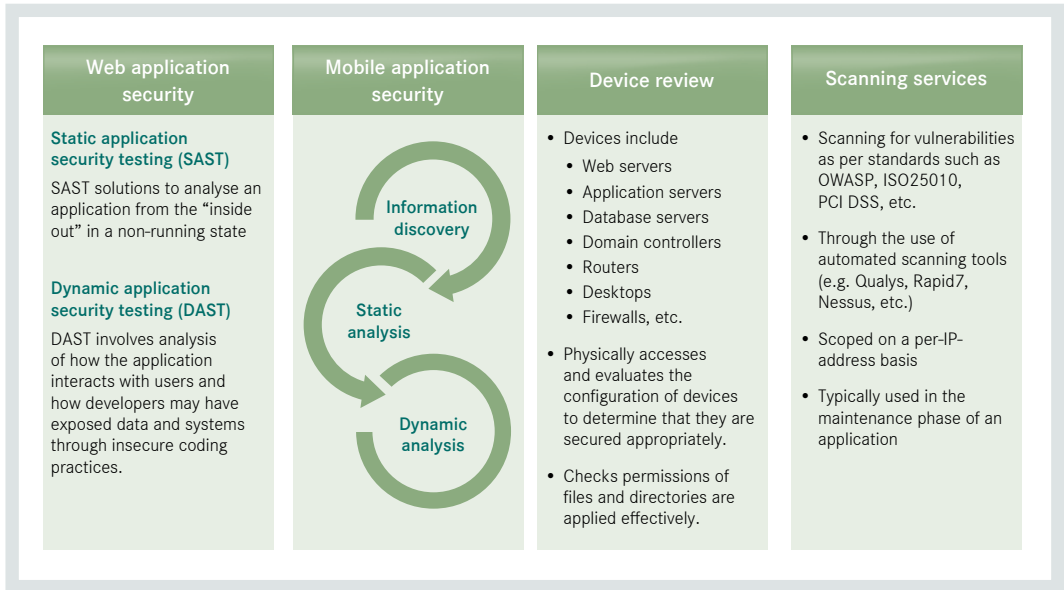 Web application
security
Static application
security testing (SAST)
SAST solutions to analyse an
application from the “inside
out” in a non-running state
Dynamic application
security testing (DAST)
DAST involves analysis
of how the application
interacts with users and
how developers may have
exposed data and systems
through insecure coding
practices.
Mobile application
security
Information
discovery
Static
analysis
Dynamic
analysis
Device review
• Devices include
• Web servers
• Application servers
• Database servers
• Domain controllers
• Routers
• Desktops
• Firewalls, etc.
• Physically accesses
and evaluates the
configuration of devices
to determine that they are
secured appropriately.
• Checks permissions of
files and directories are
applied effectively.
Scanning services
• Scanning for vulnerabilities
as per standards such as
OWASP, ISO25010,
PCI DSS, etc.
• Through the use of
automated scanning tools
(e.g. Qualys, Rapid7,
Nessus, etc.)
• Scoped on a per-IP-
address basis
• Typically used in the
maintenance phase of an
application